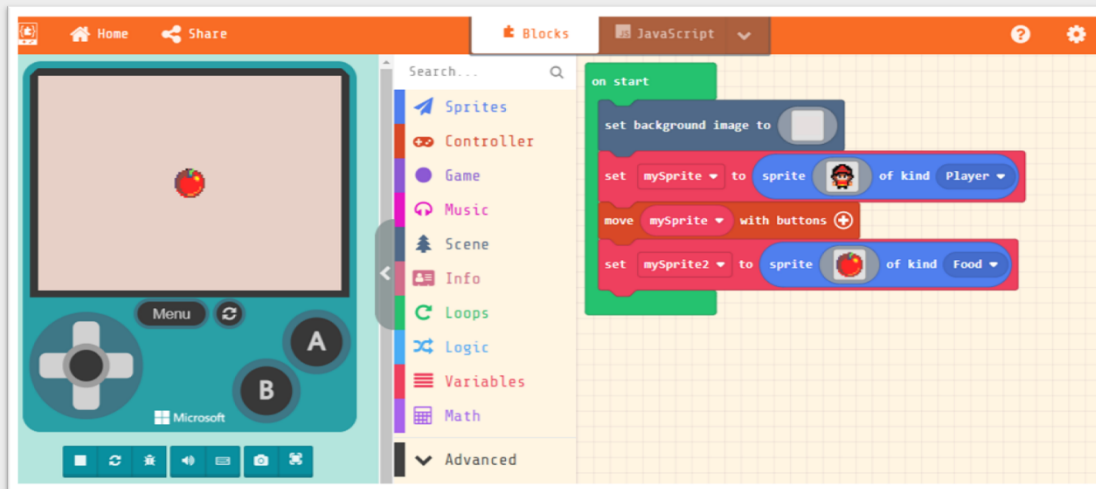 Home Share Blocks JavaScript
Search...
Sprites
Controller
Game
Music
Scene
Info
Loops
Logic
Variables
Math
Advanced
Menu
A
B
Microsoft
on start
set background image to
set mySprite to sprite of kind Player
move mySprite with buttons
set mySprite2 to sprite of kind Food